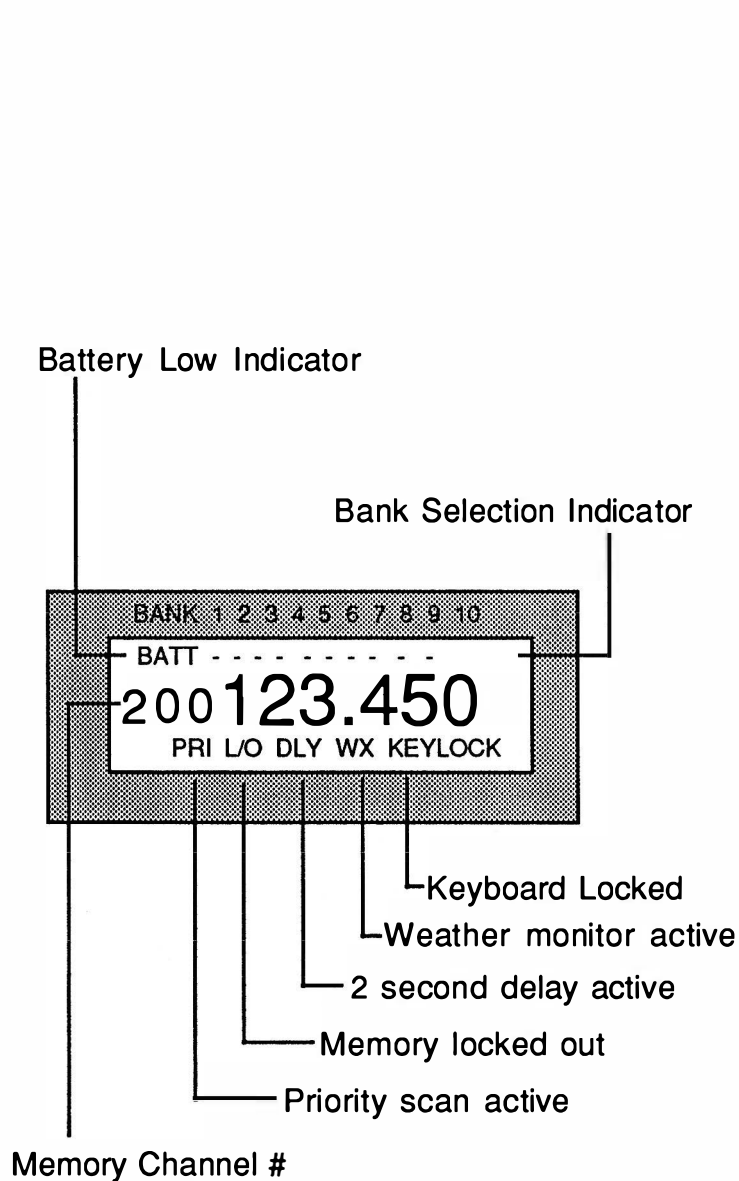 Battery Low Indicator
Bank Selection Indicator
BANK 1 2 3 4 5 6 7 8 9 10
BATT - - - - - - - - - -
200 123.450
PRI L/O DLY WX KEYLOCK
Keyboard Locked
Weather monitor active
2 second delay active
Memory locked out
Priority scan active
Memory Channel #